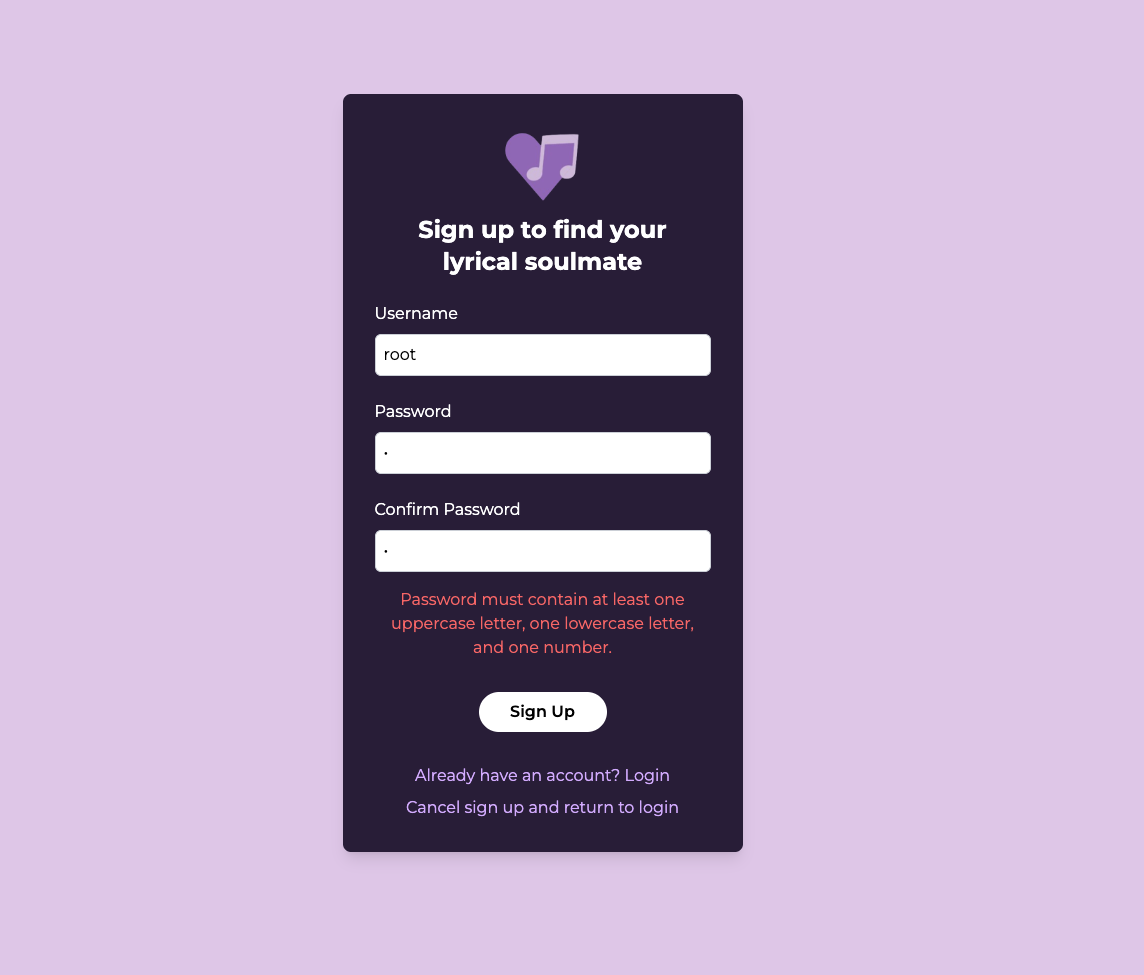 Sign up to find your
lyrical soulmate
Username
root
Password
•
Confirm Password
•
Password must contain at least one
uppercase letter, one lowercase letter,
and one number.
Sign Up
Already have an account? Login
Cancel sign up and return to login